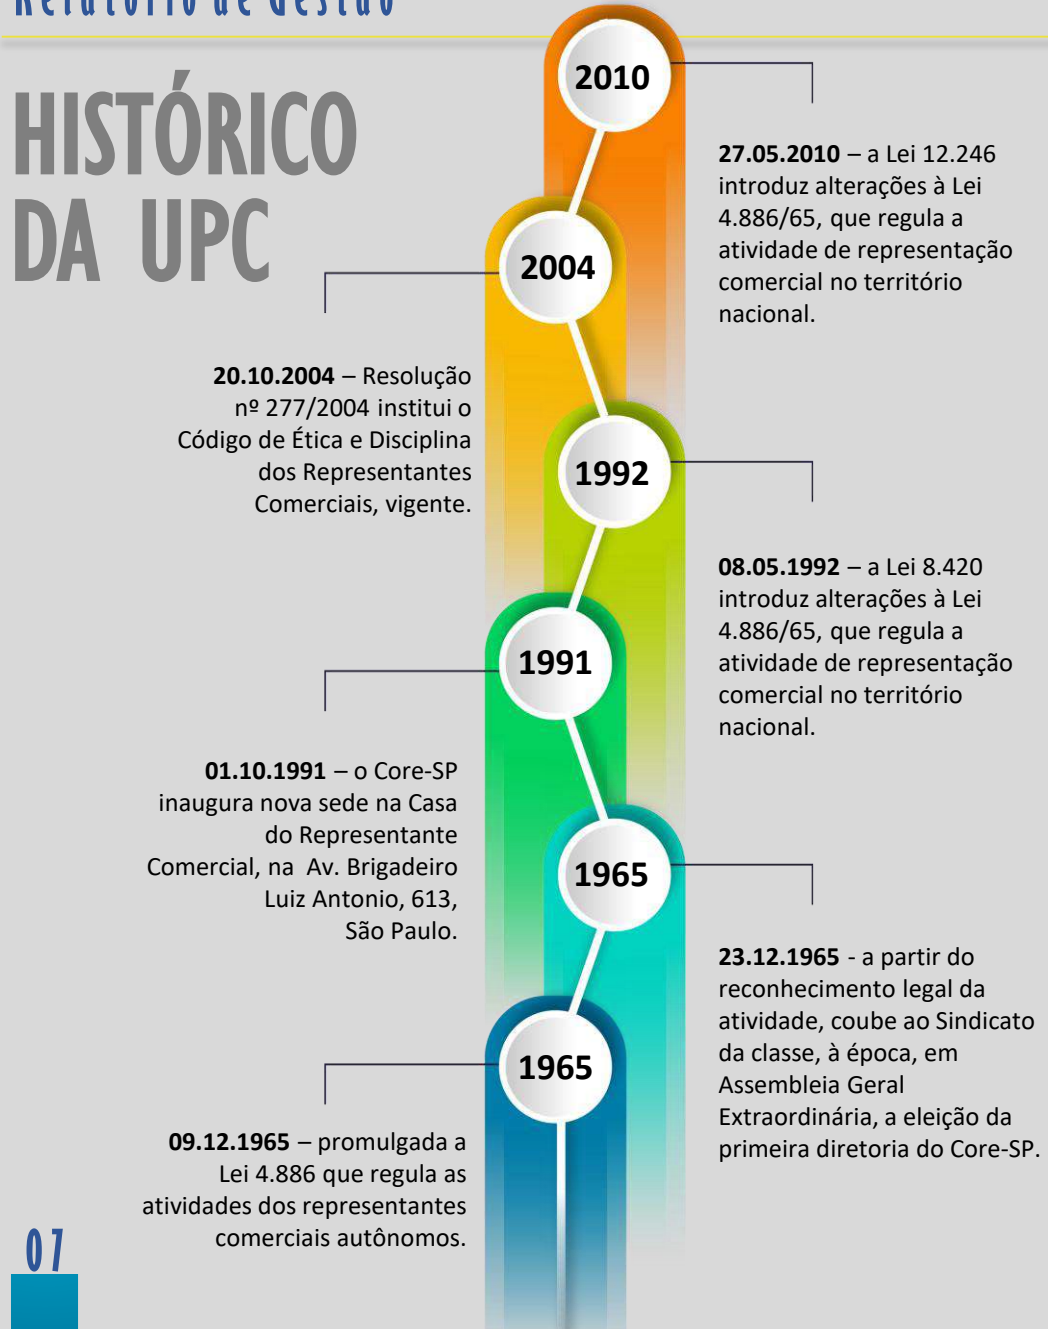 Relatório de Gestão
HISTÓRICO
DA UPC
2010
27.05.2010 – a Lei 12.246
introduz alterações à Lei
4.886/65, que regula a
atividade de representação
comercial no território
nacional.
2004
20.10.2004 – Resolução
nº 277/2004 institui o
Código de Ética e Disciplina
dos Representantes
Comerciais, vigente.
1992
08.05.1992 – a Lei 8.420
introduz alterações à Lei
4.886/65, que regula a
atividade de representação
comercial no território
nacional.
1991
01.10.1991 – o Core-SP
inaugura nova sede na Casa
do Representante
Comercial, na Av. Brigadeiro
Luiz Antonio, 613,
São Paulo.
1965
23.12.1965 - a partir do
reconhecimento legal da
atividade, coube ao Sindicato
da classe, à época, em
Assembleia Geral
Extraordinária, a eleição da
primeira diretoria do Core-SP.
1965
09.12.1965 – promulgada a
Lei 4.886 que regula as
atividades dos representantes
comerciais autônomos.
07